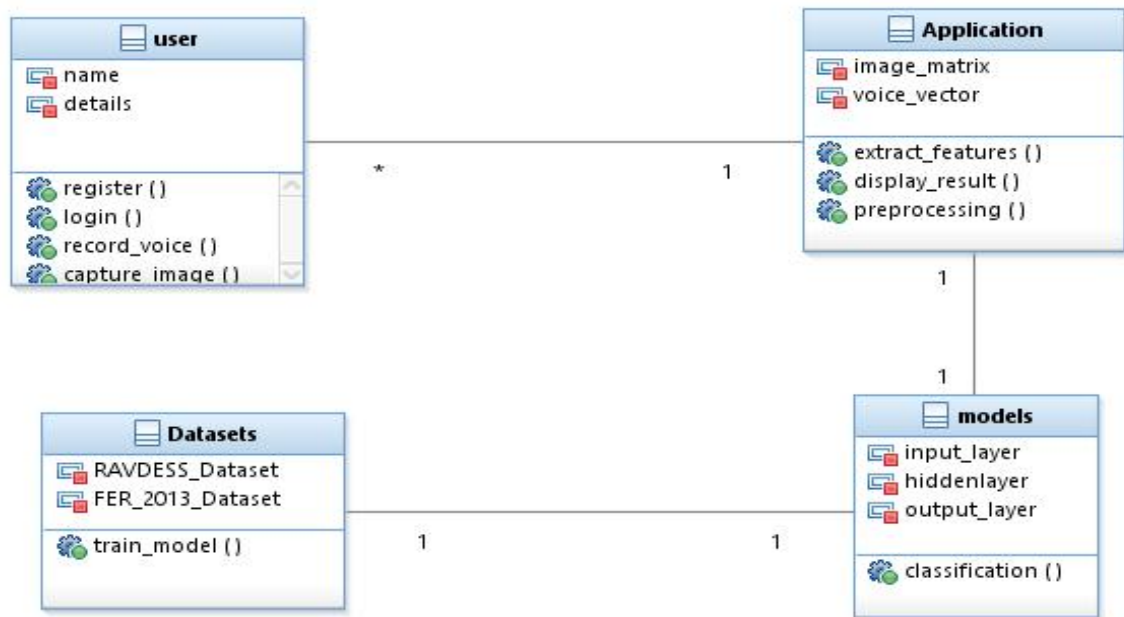 user
name
details
register ()
login ()
record_voice ()
capture_image ()
*
1
Application
image_matrix
voice_vector
extract_features ()
display_result ()
preprocessing ()
1
1
Datasets
RAVDESS_Dataset
FER_2013_Dataset
train_model ()
1
1
models
input_layer
hiddenlayer
output_layer
classification ()